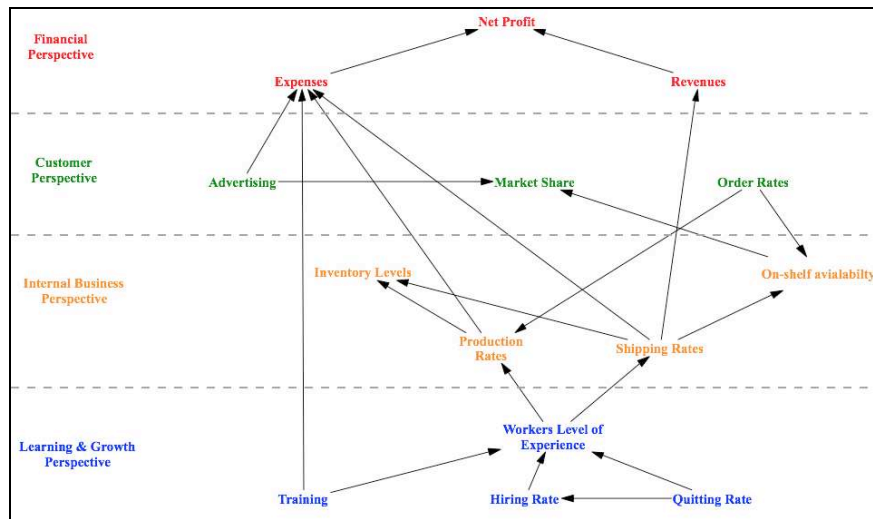 Net Profit
Financial
Perspective
Expenses
Revenues
Customer
Perspective
Advertising
Market Share
Order Rates
Internal Business
Perspective
Inventory Levels
On-shelf avialabilty
Production
Rates
Shipping Rates
Learning & Growth
Perspective
Workers Level of
Experience
Training
Hiring Rate
Quitting Rate